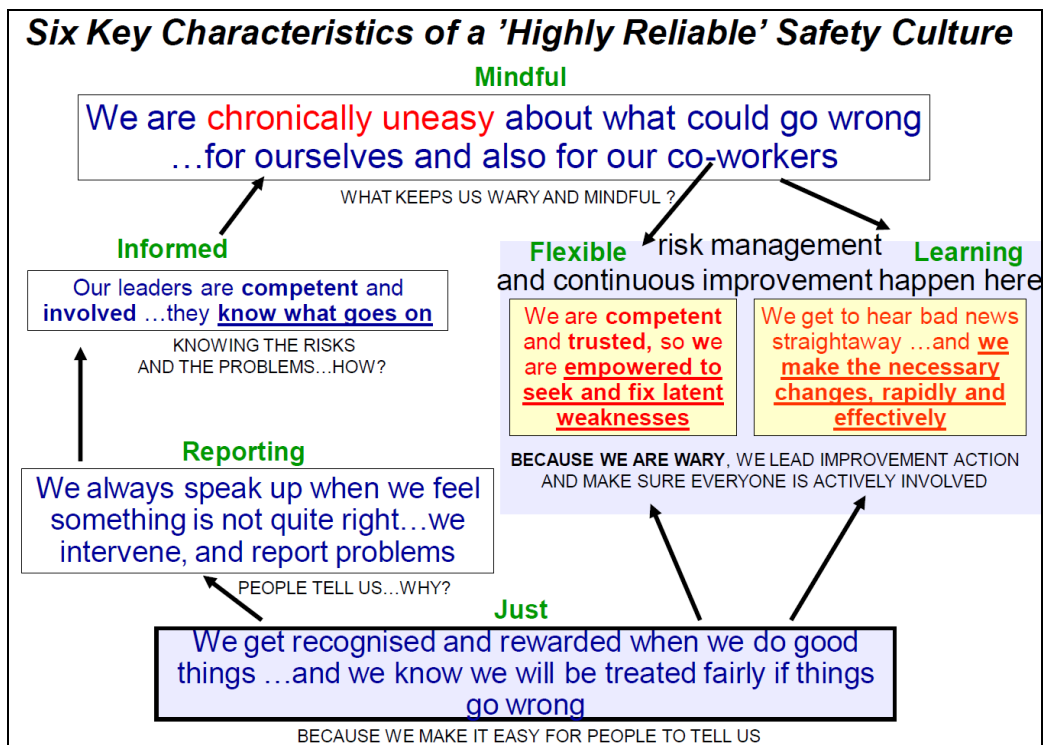 Six Key Characteristics of a ’Highly Reliable’ Safety Culture
Mindful
We are chronically uneasy about what could go wrong
…for ourselves and also for our co-workers
WHAT KEEPS US WARY AND MINDFUL ?
Informed
Our leaders are competent and
involved …they know what goes on
KNOWING THE RISKS
AND THE PROBLEMS…HOW?
Reporting
We always speak up when we feel
something is not quite right…we
intervene, and report problems
PEOPLE TELL US…WHY?
Flexible risk management Learning
and continuous improvement happen here
We are competent
and trusted, so we
are empowered to
seek and fix latent
weaknesses
We get to hear bad news
straightaway …and we
make the necessary
changes, rapidly and
effectively
BECAUSE WE ARE WARY, WE LEAD IMPROVEMENT ACTION
AND MAKE SURE EVERYONE IS ACTIVELY INVOLVED
Just
We get recognised and rewarded when we do good
things …and we know we will be treated fairly if things
go wrong
BECAUSE WE MAKE IT EASY FOR PEOPLE TO TELL US